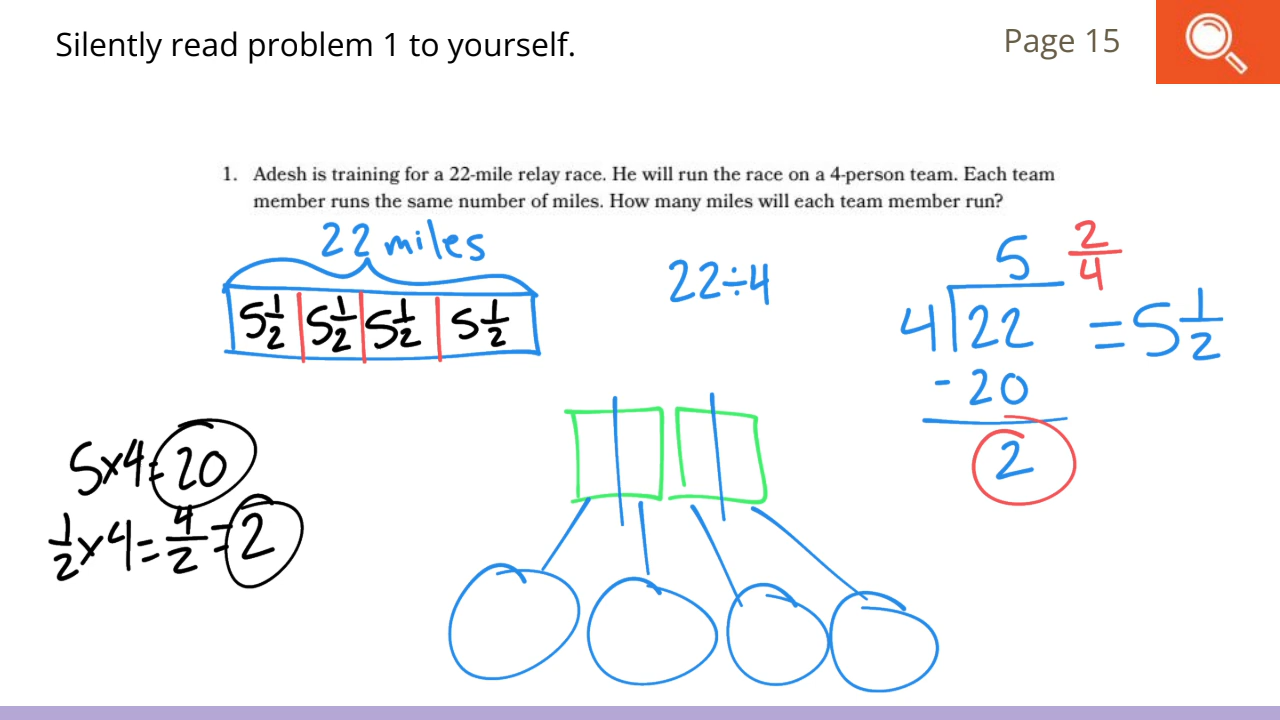 Silently read problem 1 to yourself.
Page 15
1. Adesh is training for a 22-mile relay race. He will run the race on a 4-person team. Each team
member runs the same number of miles. How many miles will each team member run?
22 miles
5 1/2 5 1/2 5 1/2 5 1/2
22÷4
5 2/4
4 22 = 5 1/2
- 20
2
5x4=20
1/2 x4= 4/2 =2